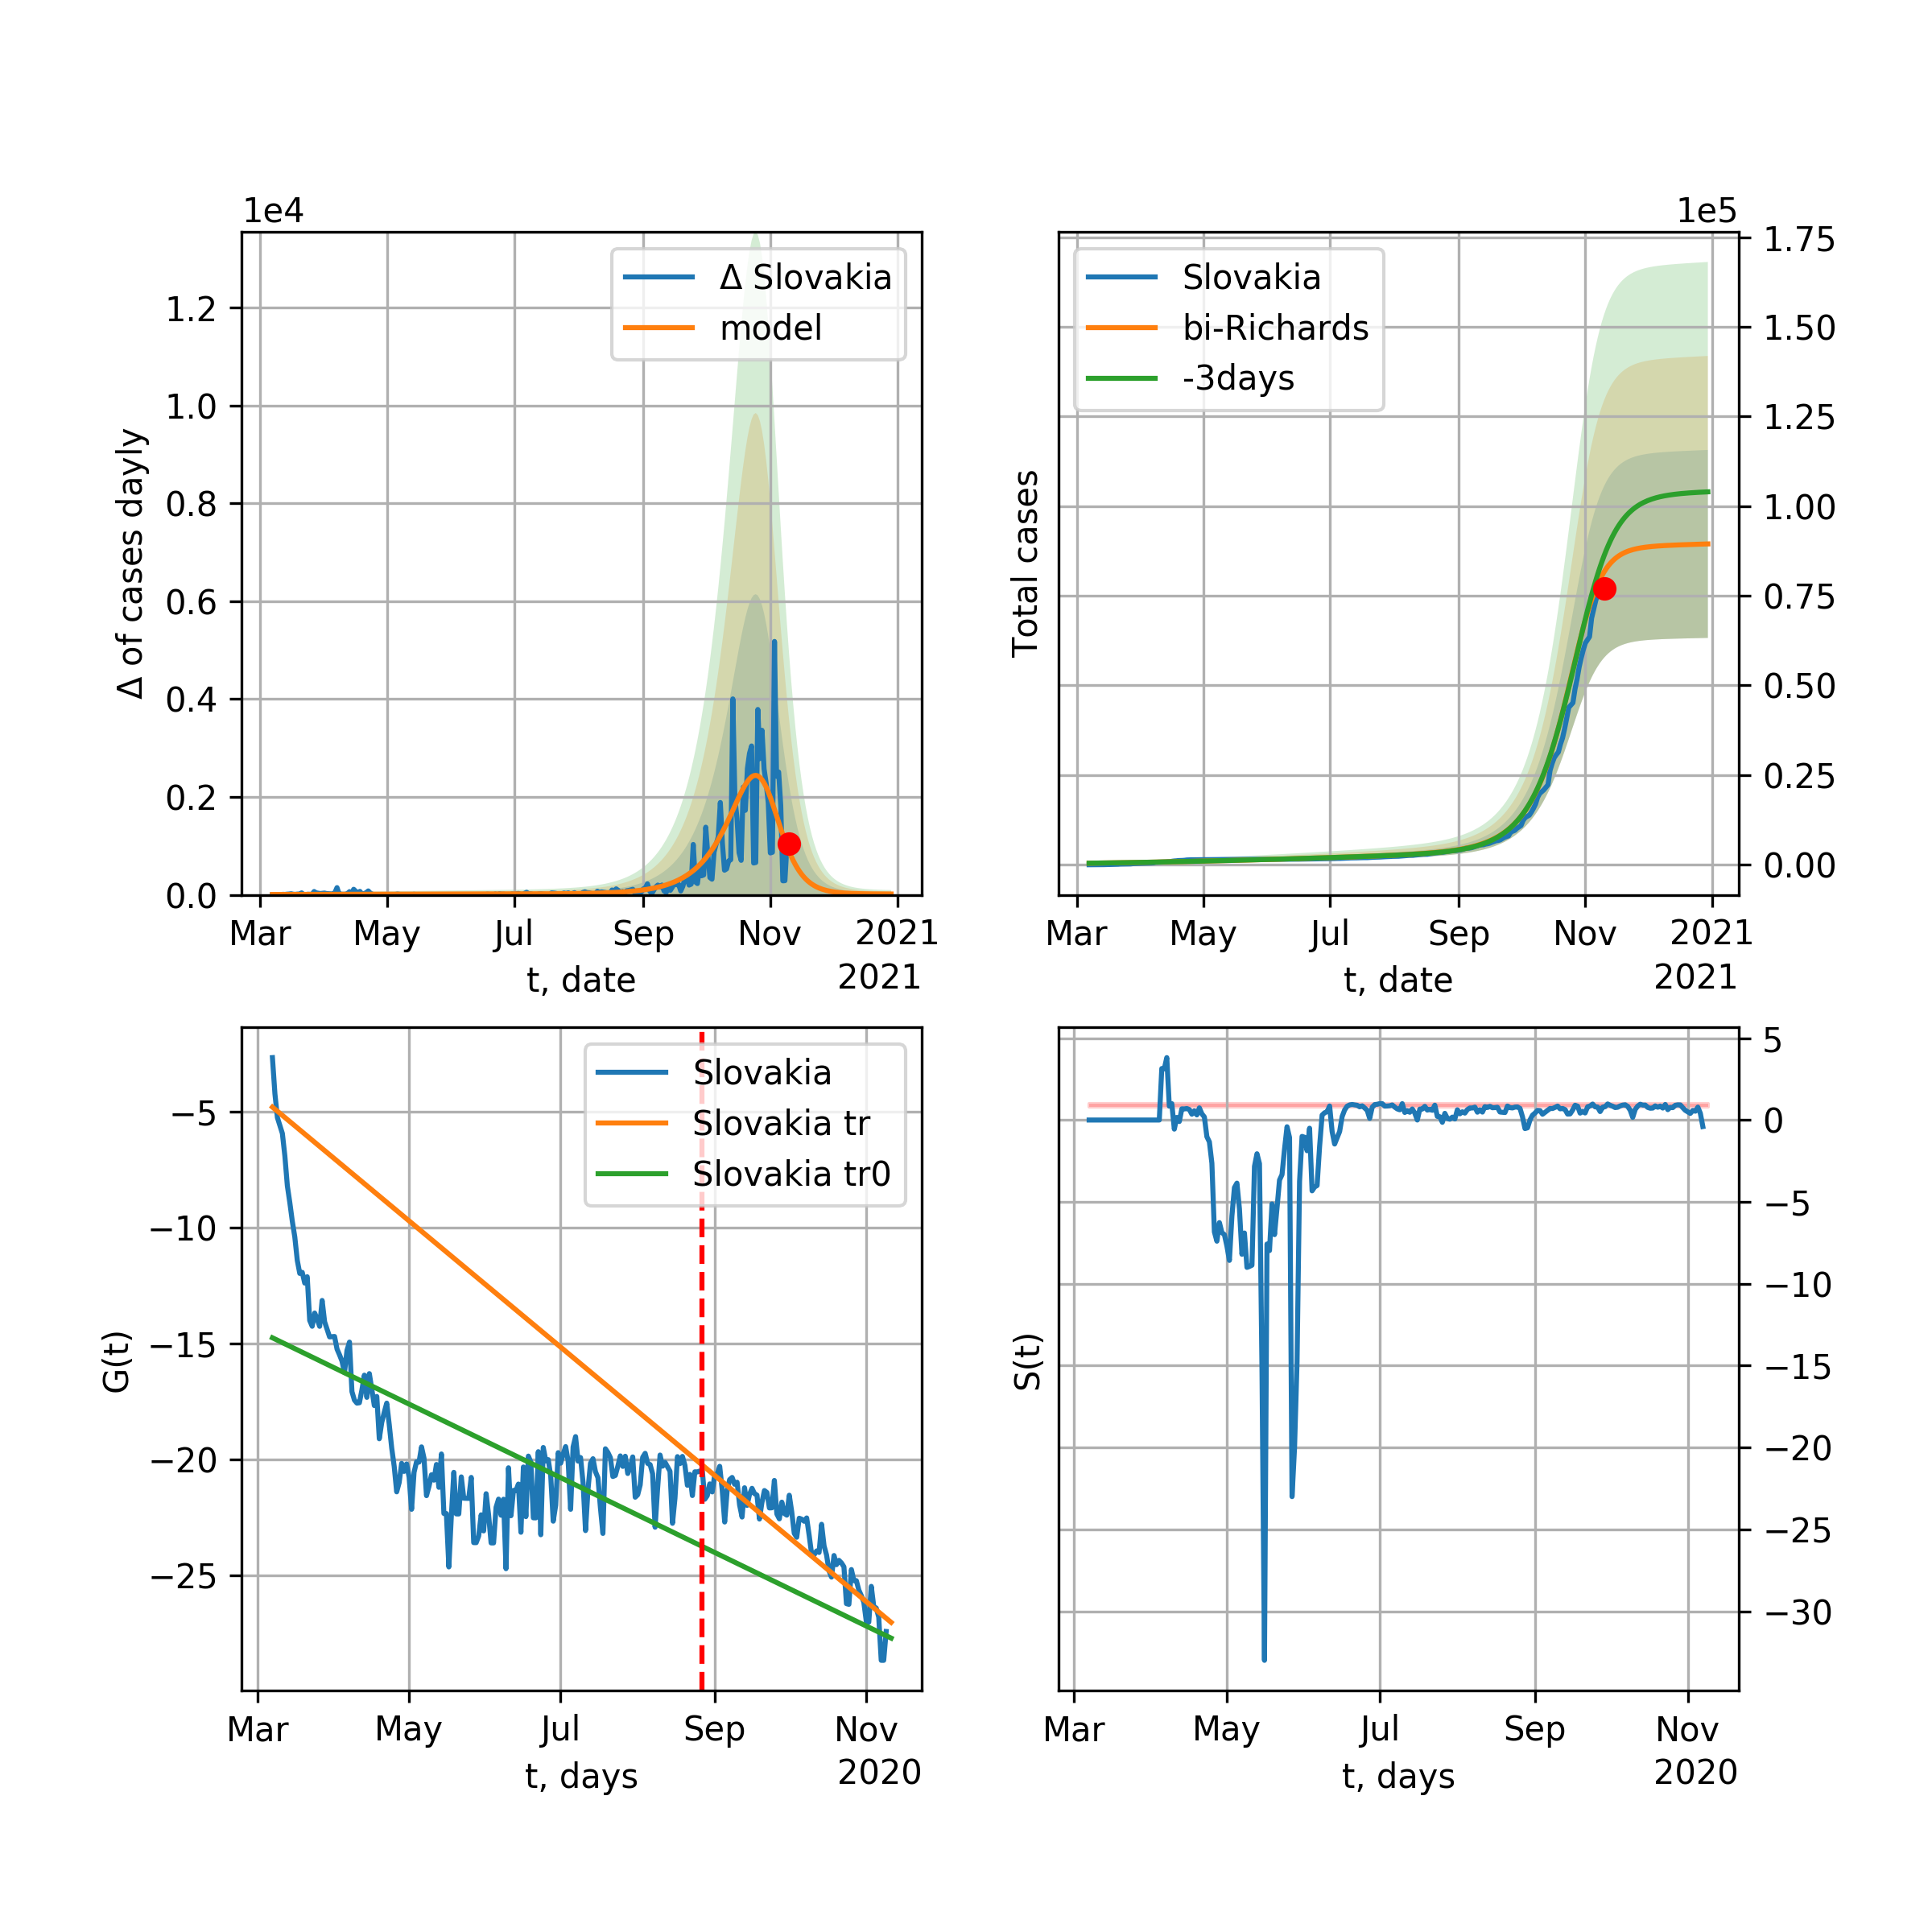 1e4
Δ of cases dayly
1.2
1.0
0.8
0.6
0.4
0.2
0.0
Δ Slovakia
model
Mar May Jul Sep Nov 2021
t, date 2021
1e5
Total cases
Slovakia
bi-Richards
-3days
1.75
1.50
1.25
1.00
0.75
0.50
0.25
0.00
Mar May Jul Sep Nov 2021
t, date 2021
G(t)
−5
−10
−15
−20
−25
Slovakia
Slovakia tr
Slovakia tr0
Mar May Jul Sep Nov
t, days 2020
S(t)
5
0
−5
−10
−15
−20
−25
−30
Mar May Jul Sep Nov
t, days 2020